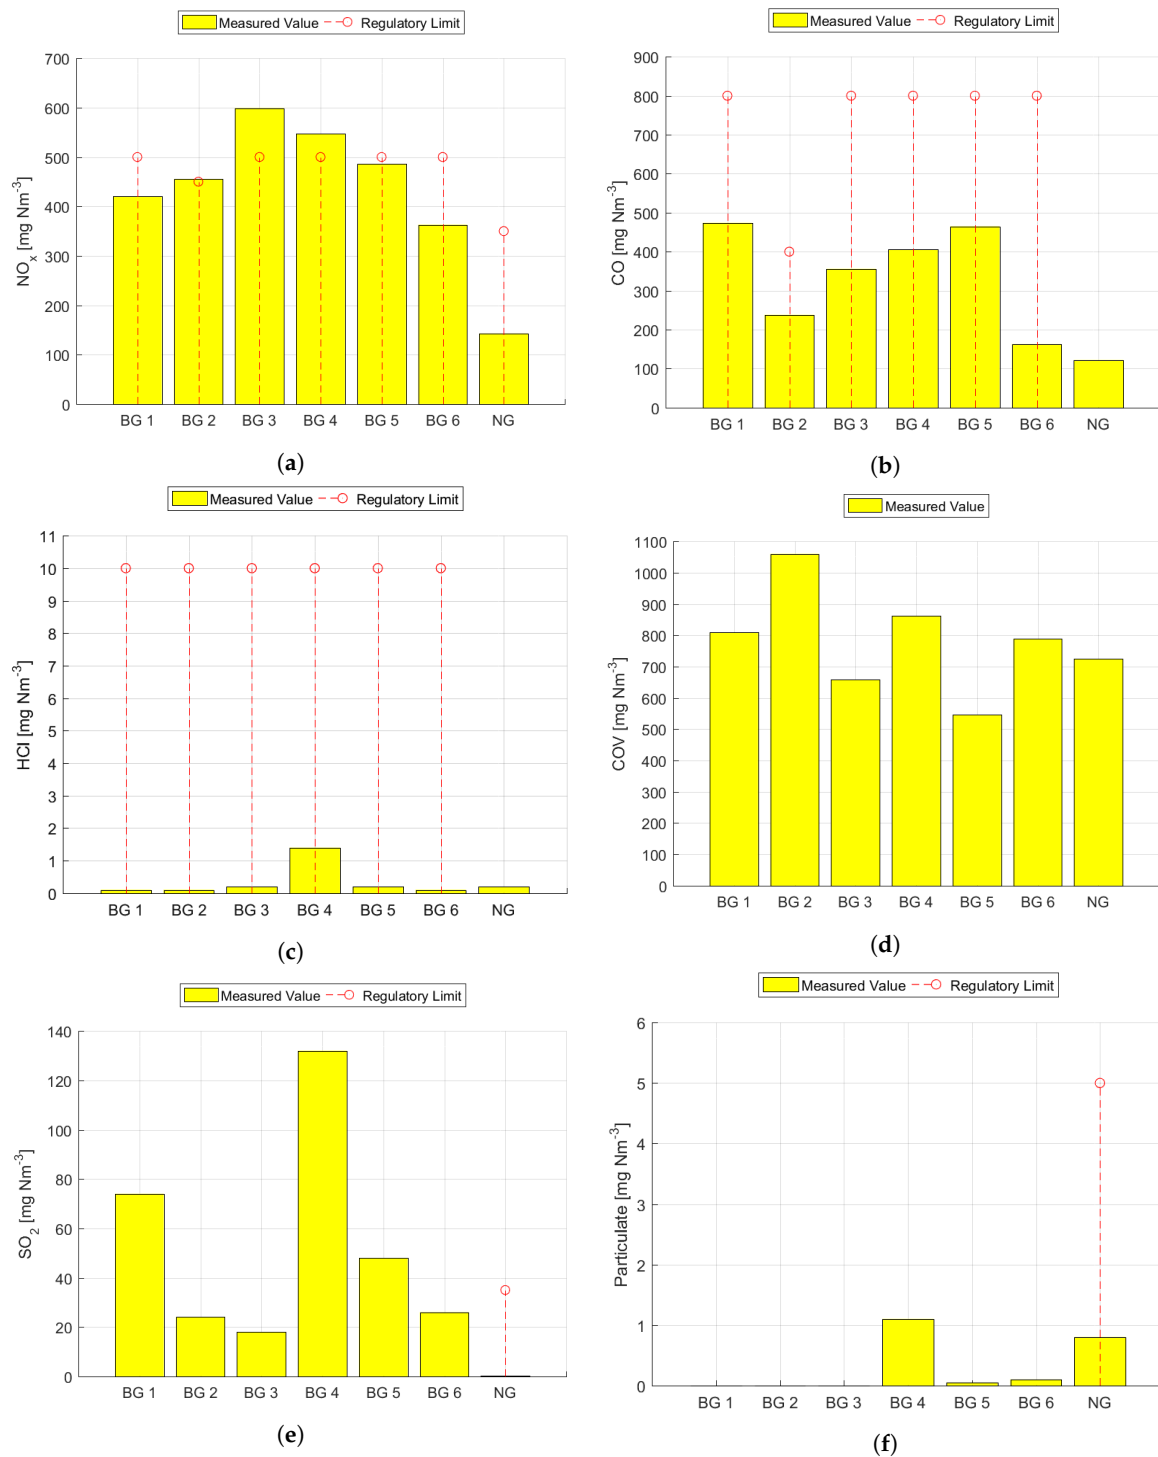 Measured Value Regulatory Limit
700
600
500
400
300
200
100
0
NOx [mg Nm-3]
BG 1 BG 2 BG 3 BG 4 BG 5 BG 6 NG
(a)
Measured Value Regulatory Limit
900
800
700
600
500
400
300
200
100
0
CO [mg Nm-3]
BG 1 BG 2 BG 3 BG 4 BG 5 BG 6 NG
(b)
Measured Value Regulatory Limit
11
10
9
8
7
6
5
4
3
2
1
0
HCl [mg Nm-3]
BG 1 BG 2 BG 3 BG 4 BG 5 BG 6 NG
(c)
Measured Value
1100
1000
900
800
700
600
500
400
300
200
100
0
COV [mg Nm-3]
BG 1 BG 2 BG 3 BG 4 BG 5 BG 6 NG
(d)
Measured Value Regulatory Limit
140
120
100
80
60
40
20
0
SO2 [mg Nm-3]
BG 1 BG 2 BG 3 BG 4 BG 5 BG 6 NG
(e)
Measured Value Regulatory Limit
6
5
4
3
2
1
0
Particulate [mg Nm-3]
BG 1 BG 2 BG 3 BG 4 BG 5 BG 6 NG
(f)